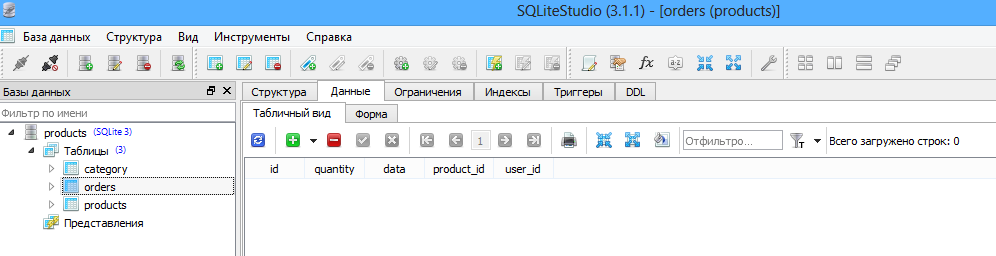 SQLiteStudio (3.1.1) - [orders (products)]
База данных Структура Вид Инструменты Справка
Базы данных
Фильтр по имени
products (SQLite 3)
Таблицы (3)
category
orders
products
Представления
Структура Данные Ограничения Индексы Триггеры DDL
Табличный вид Форма
1 Отфильтро... Всего загружено строк: 0
id quantity data product_id user_id